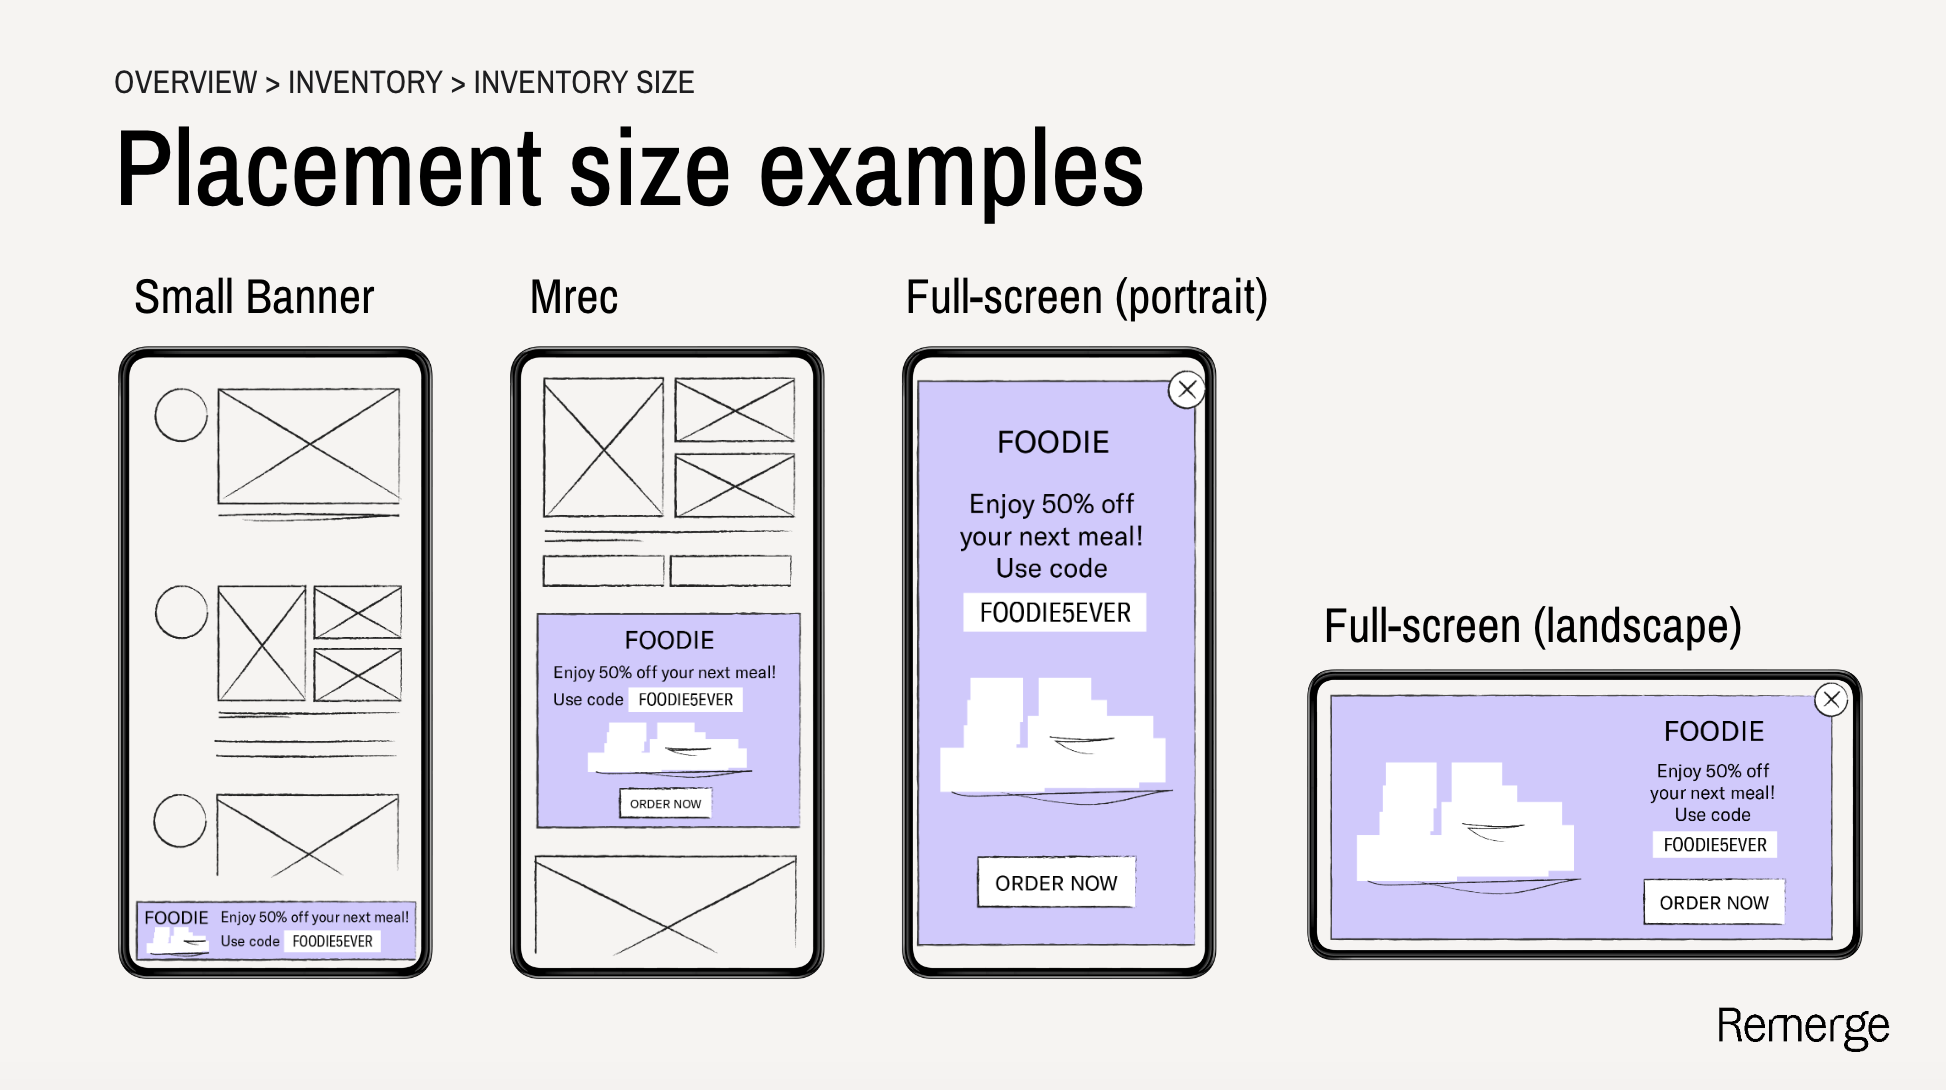 OVERVIEW > INVENTORY > INVENTORY SIZE
Placement size examples
Small Banner
FOODIE
Enjoy 50% off your next meal!
Use code FOODIE5EVER
Mrec
FOODIE
Enjoy 50% off your next meal!
Use code FOODIE5EVER
ORDER NOW
Full-screen (portrait)
FOODIE
Enjoy 50% off
your next meal!
Use code
FOODIE5EVER
ORDER NOW
Full-screen (landscape)
FOODIE
Enjoy 50% off
your next meal!
Use code
FOODIE5EVER
ORDER NOW
Remerge